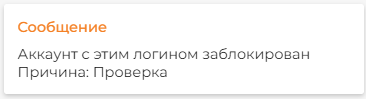 Сообщение
Аккаунт с этим логином заблокирован
Причина: Проверка